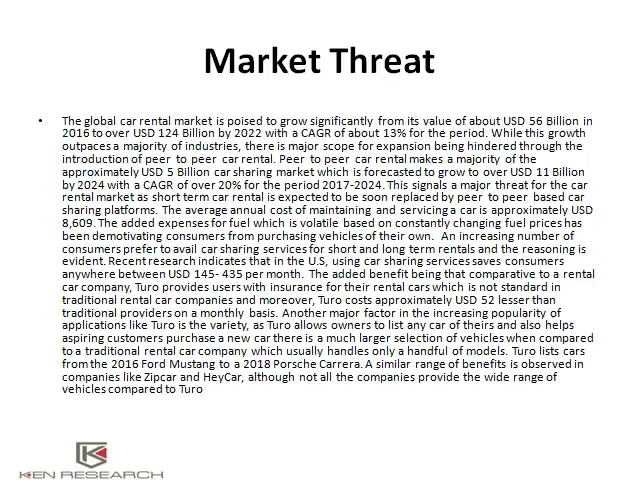 Market Threat
• The global car rental market is poised to grow significantly from its value of about USD 56 Billion in
2016 to over USD 124 Billion by 2022 with a CAGR of about 13% for the period. While this growth
outpaces a majority of industries, there is major scope for expansion being hindered through the
introduction of peer to peer car rental. Peer to peer car rental makes a majority of the
approximately USD 5 Billion car sharing market which is forecasted to grow to over USD 11 Billion
by 2024 with a CAGR of over 20% for the period 2017-2024. This signals a major threat for the car
rental market as short term car rental is expected to be soon replaced by peer to peer based car
sharing platforms. The average annual cost of maintaining and servicing a car is approximately USD
8,609. The added expenses for fuel which is volatile based on constantly changing fuel prices has
been demotivating consumers from purchasing vehicles of their own. An increasing number of
consumers prefer to avail car sharing services for short and long term rentals and the reasoning is
evident. Recent research indicates that in the U.S, using car sharing services saves consumers
anywhere between USD 145- 435 per month. The added benefit being that comparative to a rental
car company, Turo provides users with insurance for their rental cars which is not standard in
traditional rental car companies and moreover, Turo costs approximately USD 52 lesser than
traditional providers on a monthly basis. Another major factor in the increasing popularity of
applications like Turo is the variety, as Turo allows owners to list any car of theirs and also helps
aspiring customers purchase a new car there is a much larger selection of vehicles when compared
to a traditional rental car company which usually handles only a handful of models. Turo lists cars
from the 2016 Ford Mustang to a 2018 Porsche Carrera. A similar range of benefits is observed in
companies like Zipcar and HeyCar, although not all the companies provide the wide range of
vehicles compared to Turo
KEN RESEARCH